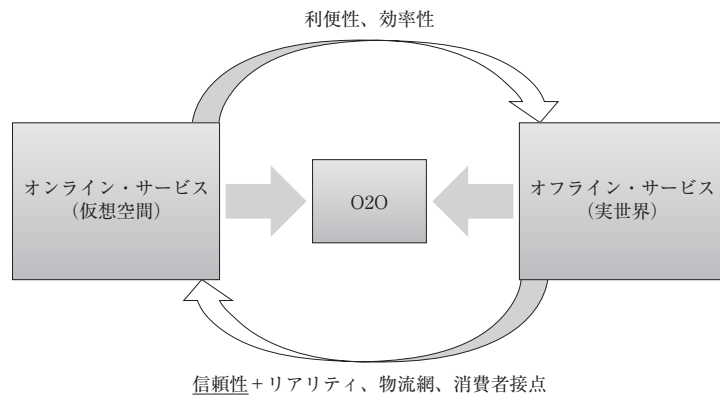 利便性、効率性
オンライン・サービス
（仮想空間）
O2O
オフライン・サービス
（実世界）
信頼性＋リアリティ、物流網、消費者接点